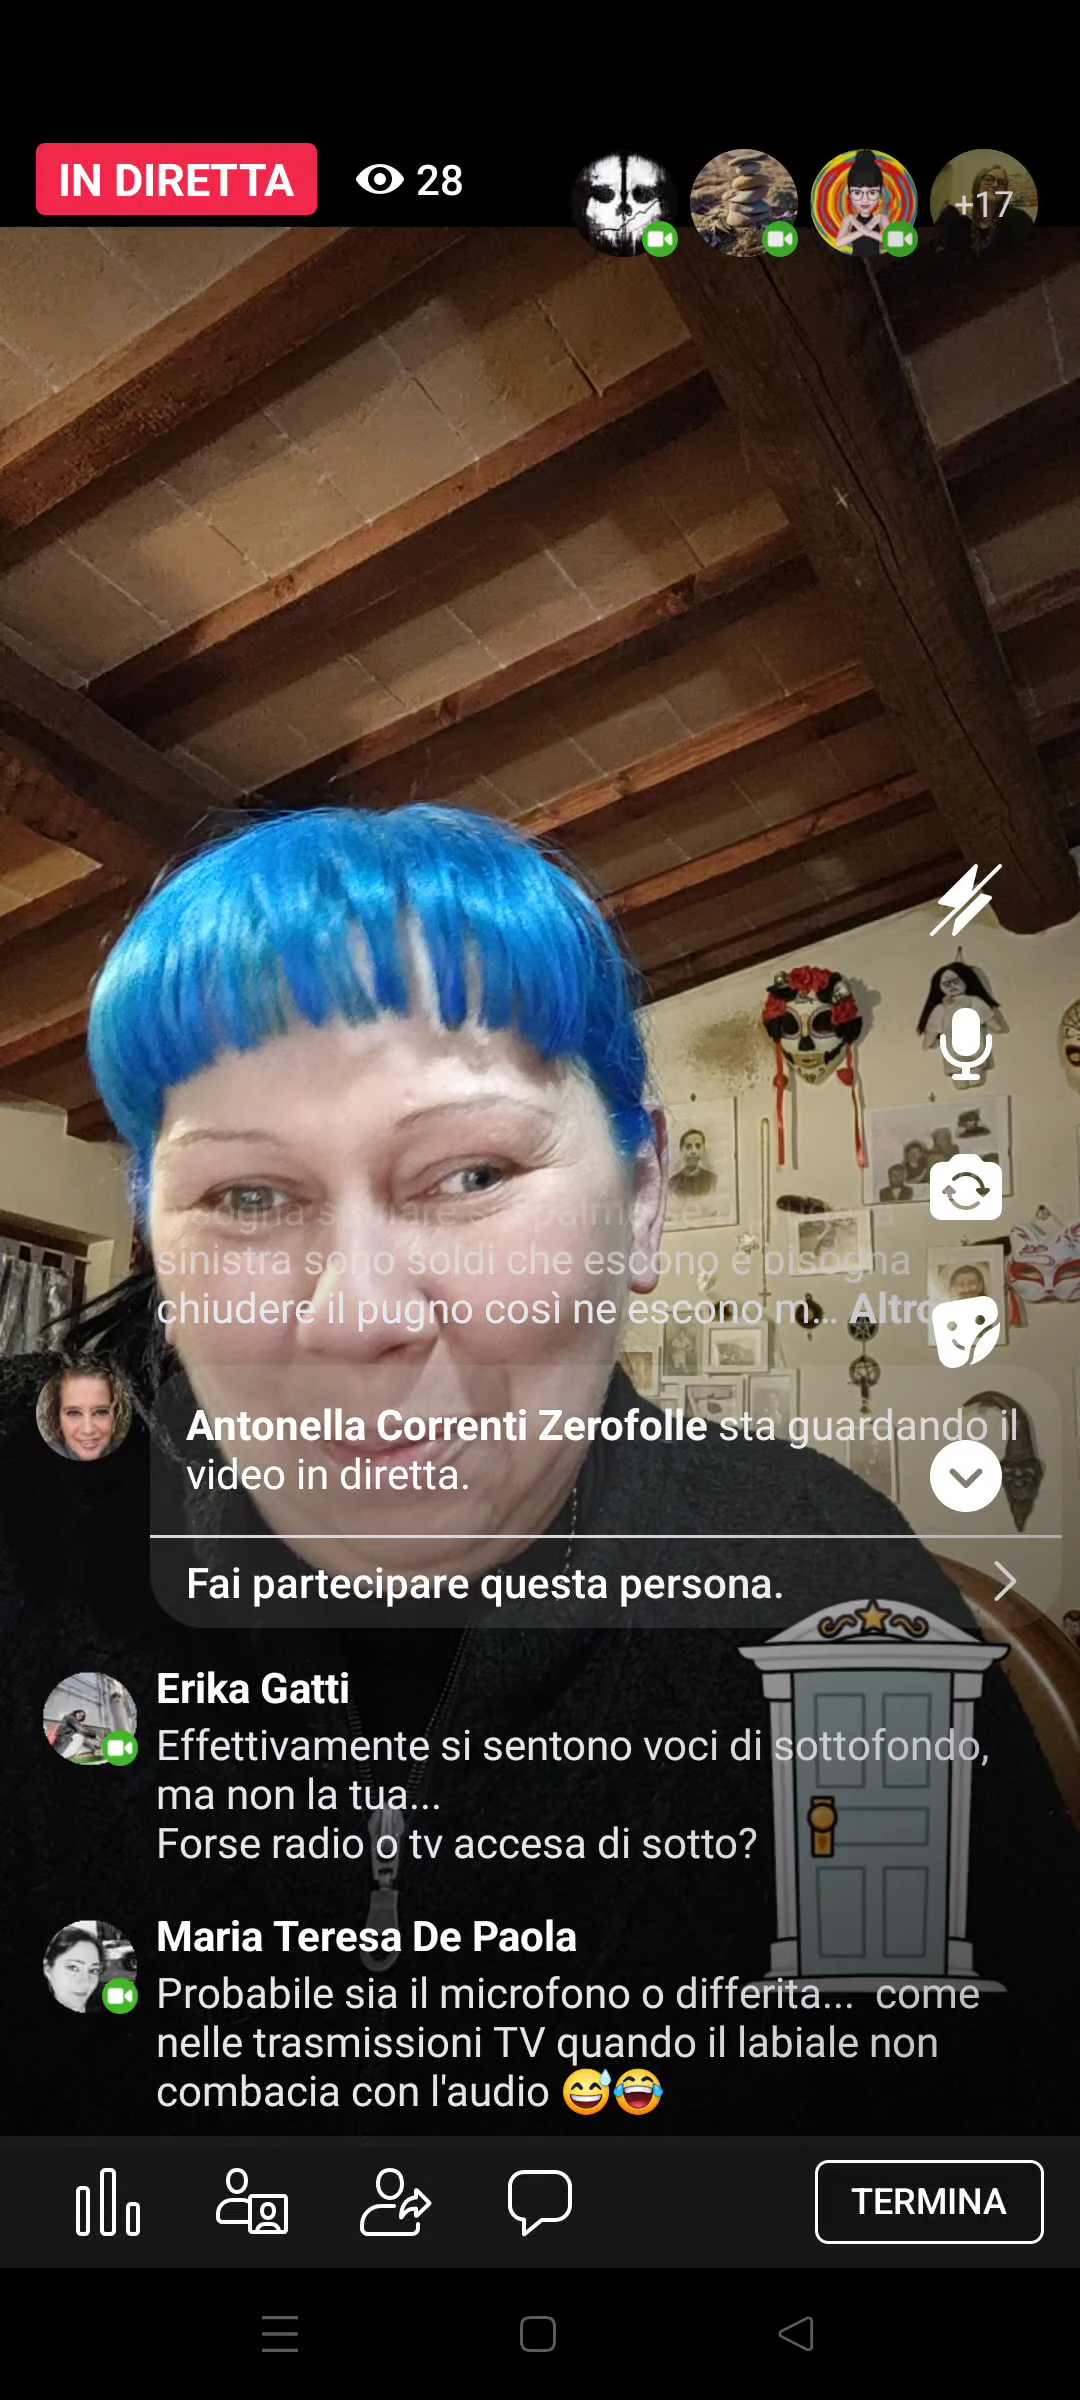 IN DIRETTA
28
+17
sinistra sono soldi che escono e bisogna
chiudere il pugno così ne escono m... Altro
Antonella Correnti Zerofolle sta guardando il
video in diretta.
Fai partecipare questa persona.
Erika Gatti
Effettivamente si sentono voci di sottofondo,
ma non la tua...
Forse radio o tv accesa di sotto?
Maria Teresa De Paola
Probabile sia il microfono o differita... come
nelle trasmissioni TV quando il labiale non
combacia con l'audio 😅😂
TERMINA